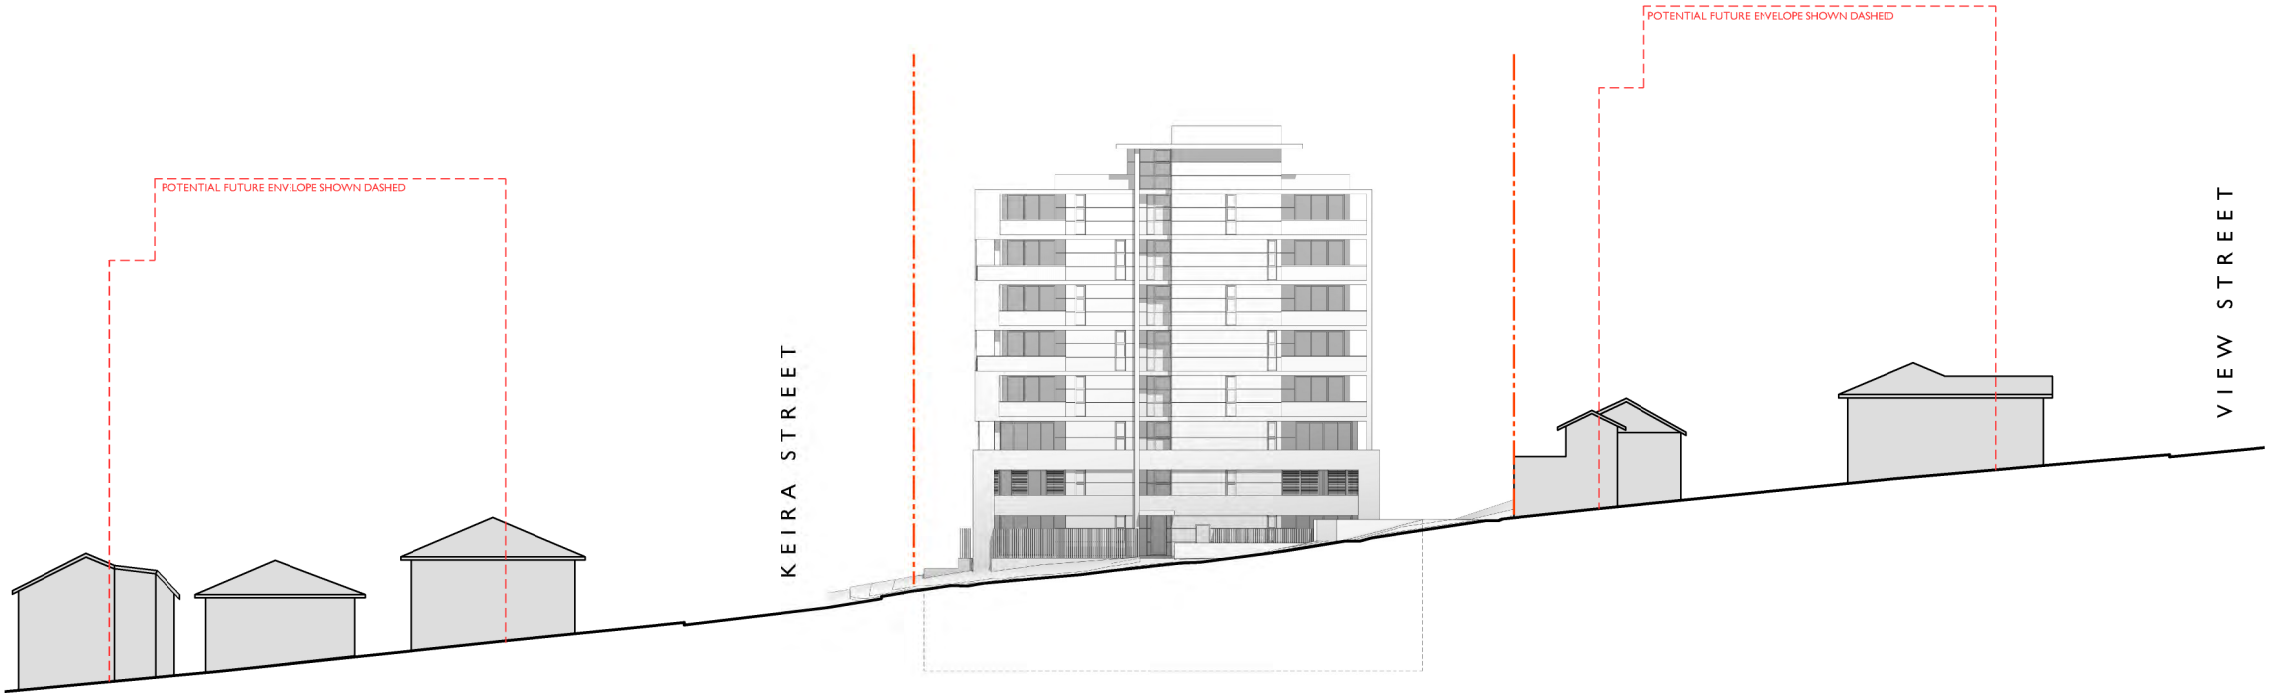 POTENTIAL FUTURE ENVELOPE SHOWN DASHED
POTENTIAL FUTURE ENVELOPE SHOWN DASHED
KEIRA STREET
VIEW STREET